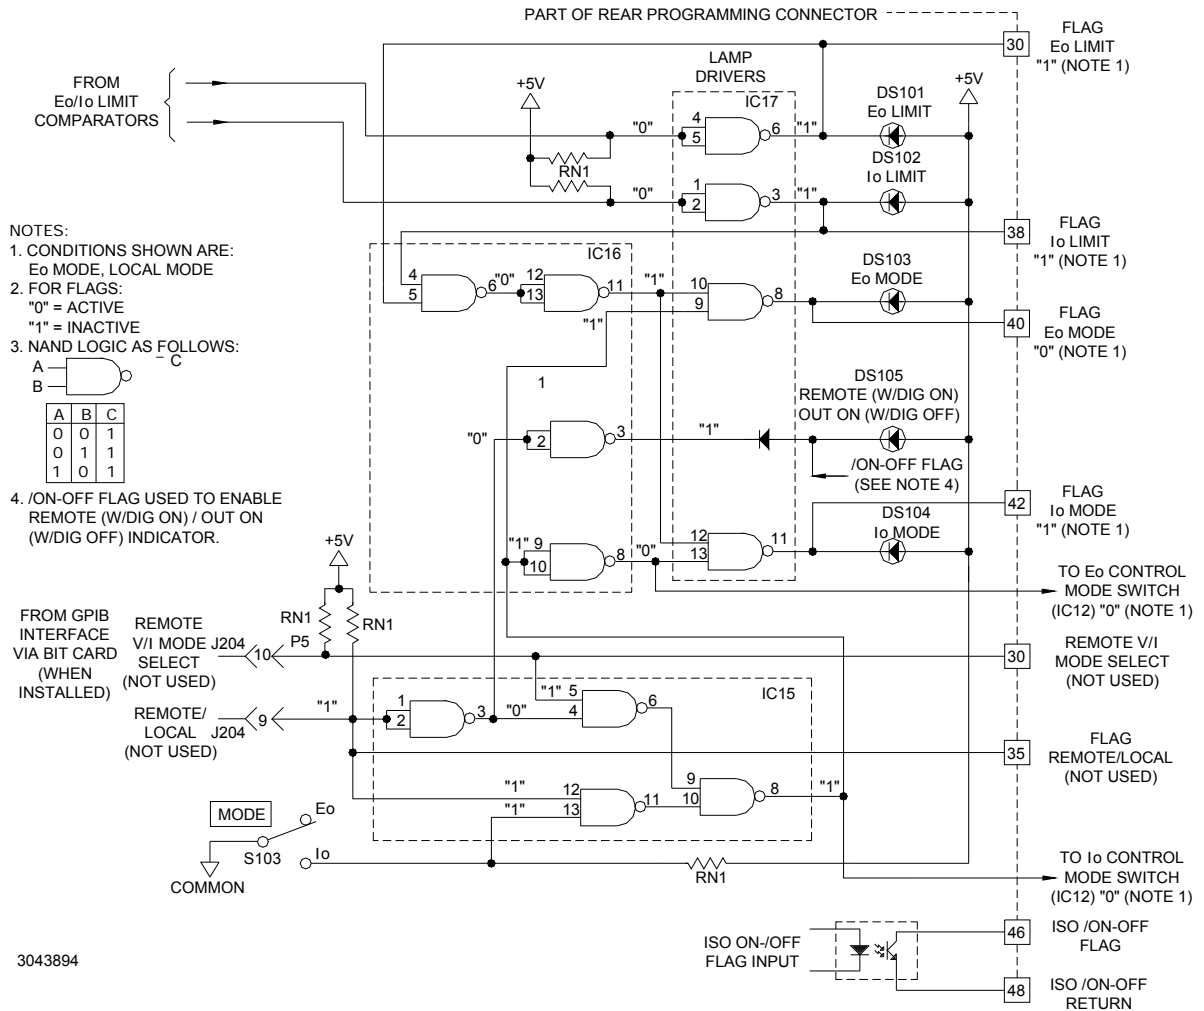 PART OF REAR PROGRAMMING CONNECTOR
30
FLAG
Eo LIMIT
"1" (NOTE 1)
FROM
Eo/Io LIMIT
COMPARATORS
+5V
LAMP
DRIVERS
IC17
+5V
DS101
Eo LIMIT
"0"
4
5
6
"1"
RN1
DS102
Io LIMIT
"0"
1
2
3
"1"
38
FLAG
Io LIMIT
"1" (NOTE 1)
NOTES:
1. CONDITIONS SHOWN ARE:
Eo MODE, LOCAL MODE
2. FOR FLAGS:
"0" = ACTIVE
"1" = INACTIVE
3. NAND LOGIC AS FOLLOWS:
A
B
C
A B C
0 0 1
0 1 1
1 0 1
4. /ON-OFF FLAG USED TO ENABLE
REMOTE (W/DIG ON) / OUT ON
(W/DIG OFF) INDICATOR.
IC16
4
5
6
"0"
12
13
11
"1"
10
9
8
"1"
DS103
Eo MODE
40
FLAG
Eo MODE
"0" (NOTE 1)
1
"0"
2
3
"1"
DS105
REMOTE (W/DIG ON)
OUT ON (W/DIG OFF)
/ON-OFF FLAG
(SEE NOTE 4)
42
FLAG
Io MODE
"1" (NOTE 1)
DS104
Io MODE
"1"
9
10
8
"0"
12
13
11
TO Eo CONTROL
MODE SWITCH
(IC12) "0" (NOTE 1)
+5V
RN1
RN1
P5
FROM GPIB
INTERFACE
VIA BIT CARD
(WHEN
INSTALLED)
REMOTE
V/I MODE
SELECT
(NOT USED)
J204
10
30
REMOTE V/I
MODE SELECT
(NOT USED)
REMOTE/
LOCAL
(NOT USED)
J204
9
"1"
IC15
1
2
3
"0"
"1"
5
4
6
35
FLAG
REMOTE/LOCAL
(NOT USED)
"1"
12
"1"
13
11
9
10
8
"1"
MODE
Eo
S103
Io
COMMON
RN1
TO Io CONTROL
MODE SWITCH
(IC12) "0" (NOTE 1)
ISO ON-/OFF
FLAG INPUT
46
ISO /ON-OFF
FLAG
48
ISO /ON-OFF
RETURN
3043894